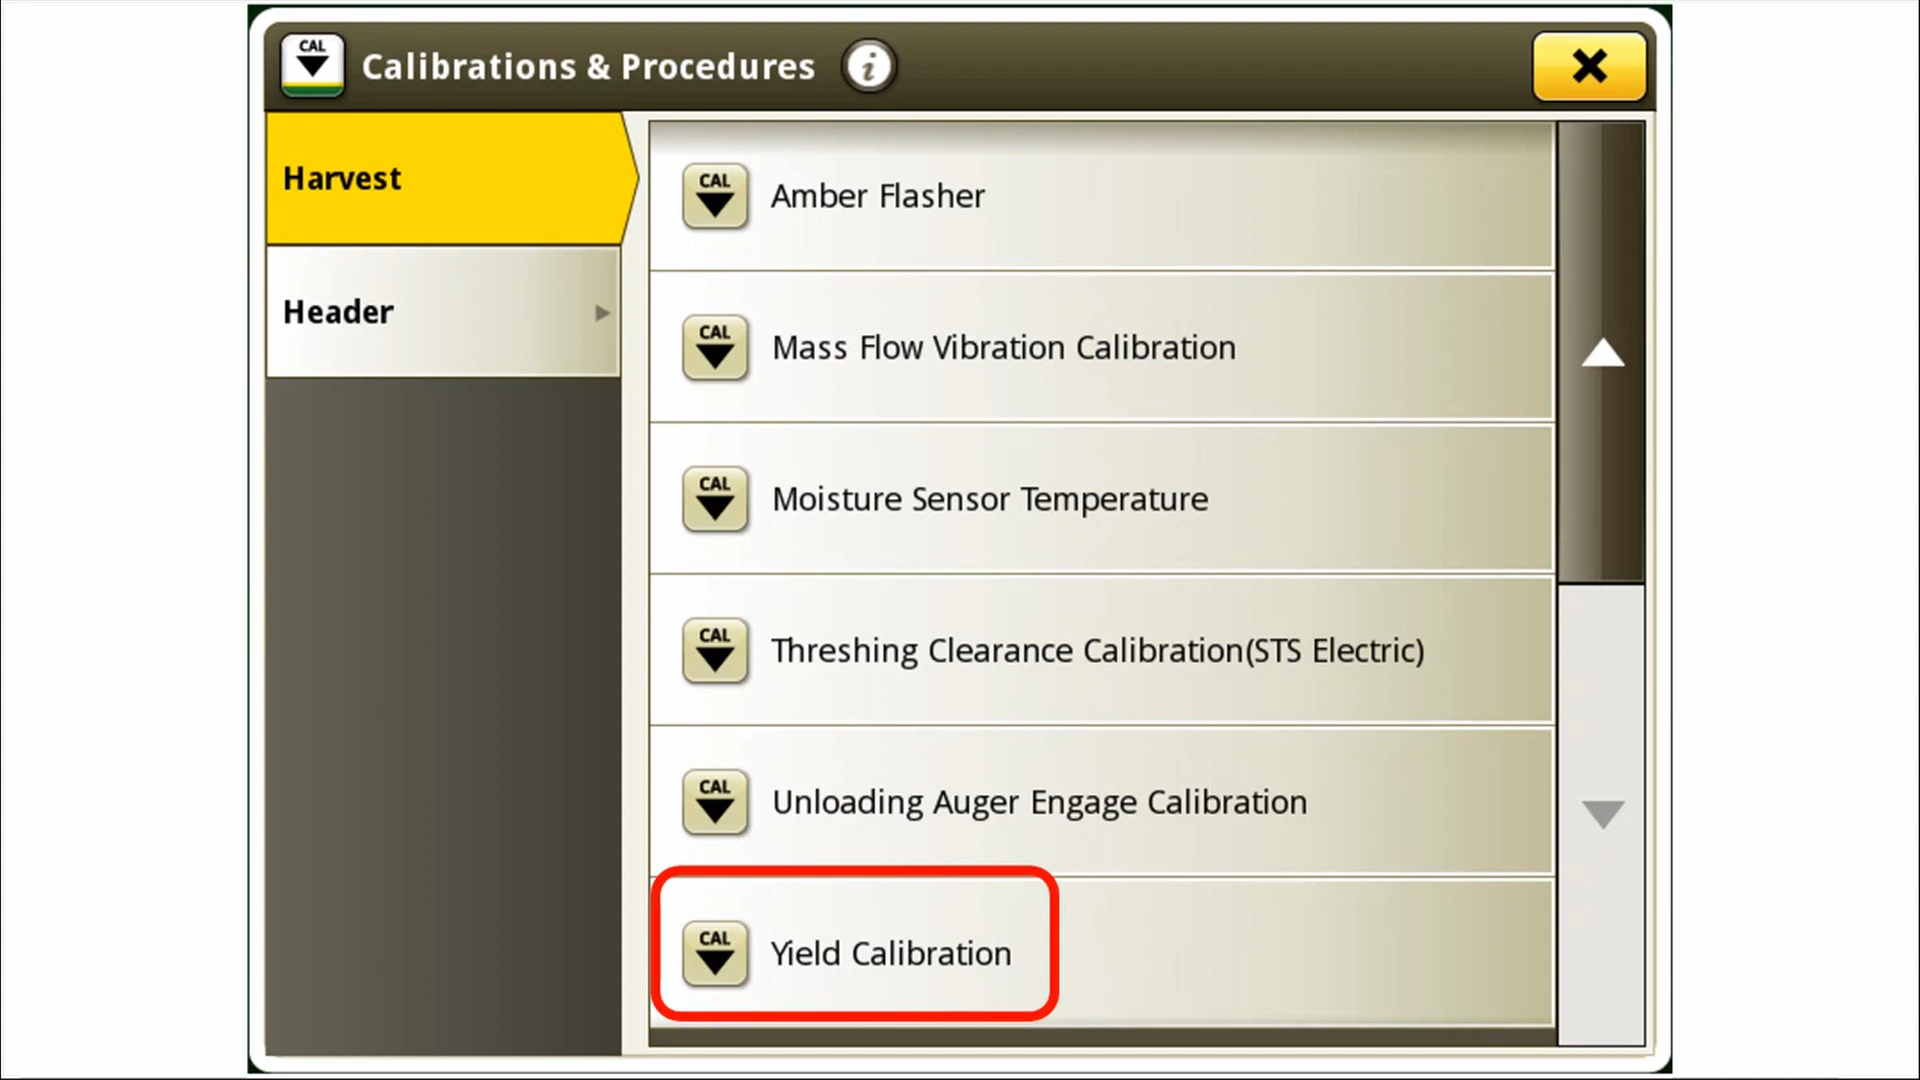 CAL
Calibrations & Procedures
i
Harvest
Header
CAL
Amber Flasher
CAL
Mass Flow Vibration Calibration
CAL
Moisture Sensor Temperature
CAL
Threshing Clearance Calibration(STS Electric)
CAL
Unloading Auger Engage Calibration
CAL
Yield Calibration